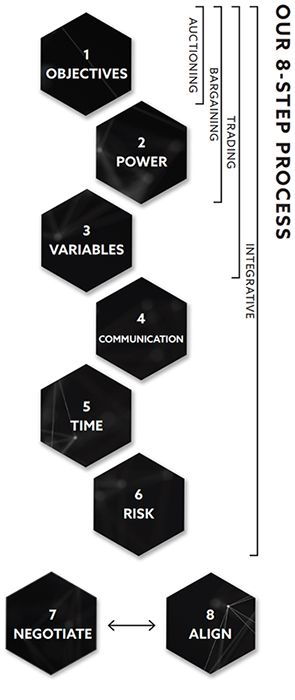 OUR 8-STEP PROCESS
AUCTIONING
BARGAINING
TRADING
INTEGRATIVE
1
OBJECTIVES
2
POWER
3
VARIABLES
4
COMMUNICATION
5
TIME
6
RISK
7
NEGOTIATE
8
ALIGN